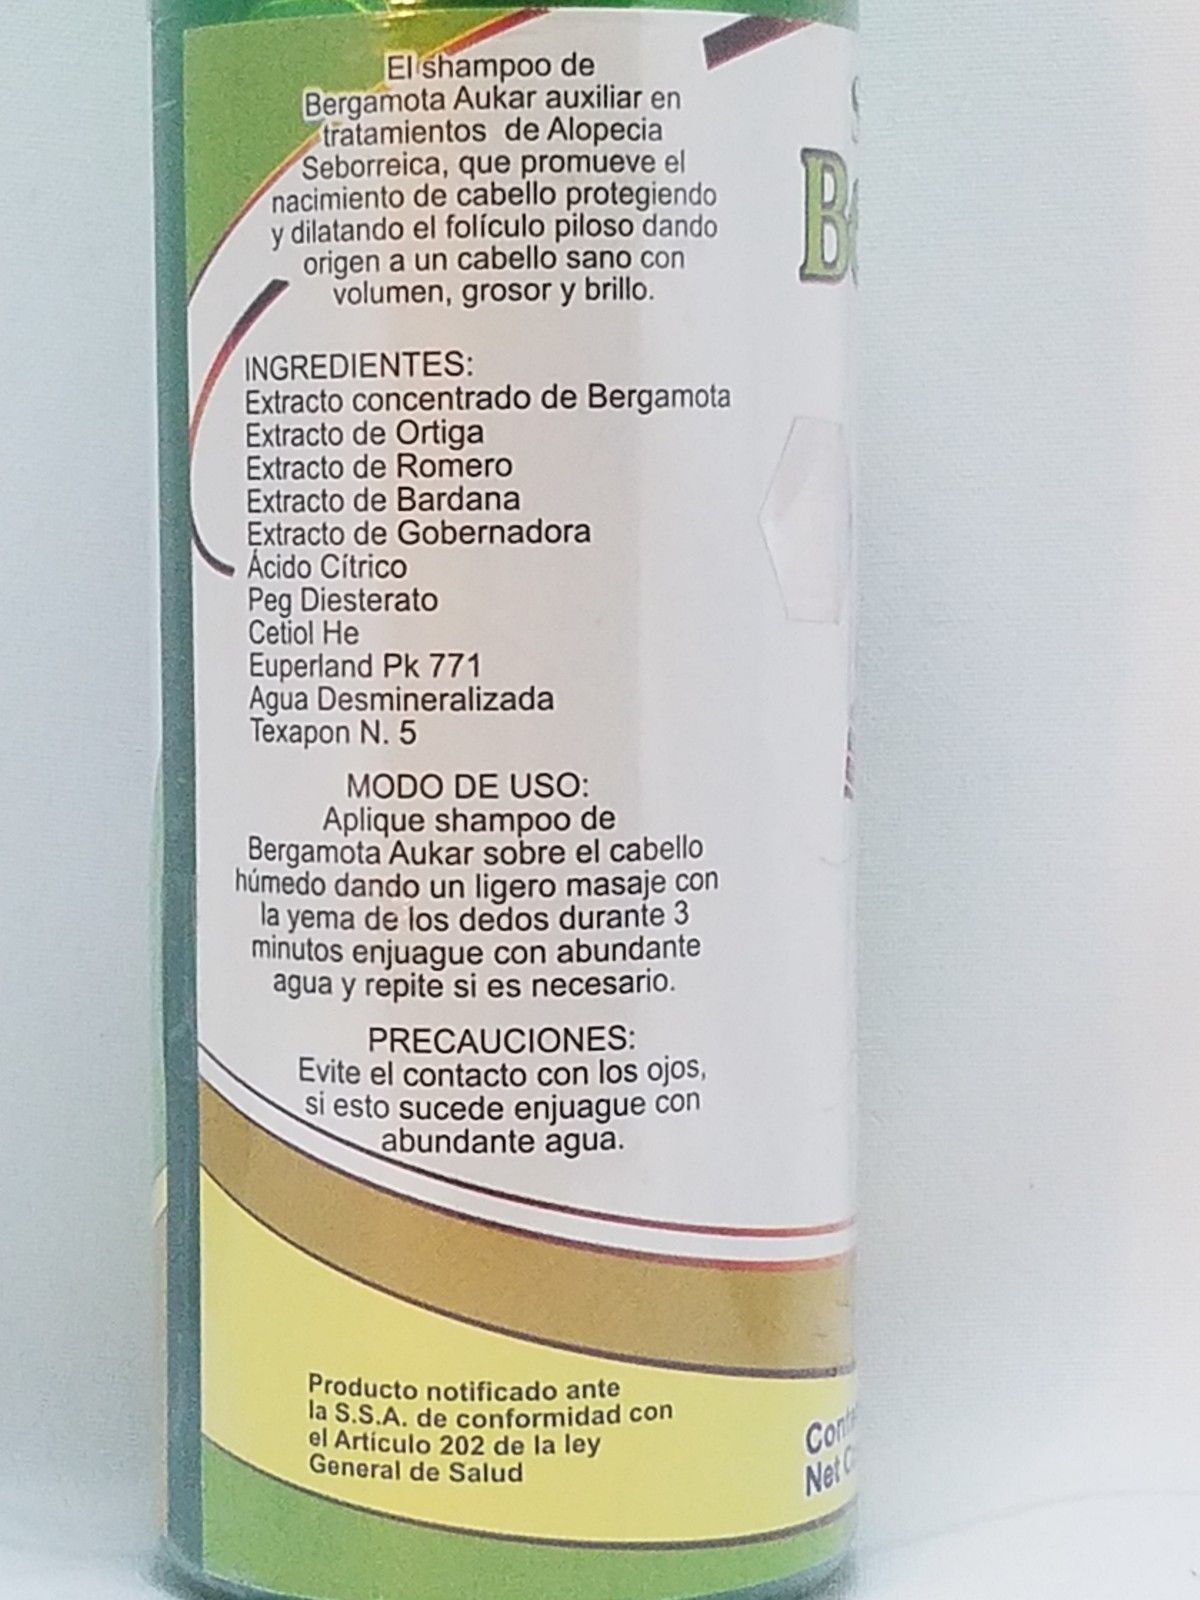 El shampoo de
Bergamota Aukar auxiliar en
tratamientos de Alopecia
Seborreica, que promueve el
nacimiento de cabello protegiendo
y dilatando el folículo piloso dando
origen a un cabello sano con
volumen, grosor y brillo.
INGREDIENTES:
Extracto concentrado de Bergamota
Extracto de Ortiga
Extracto de Romero
Extracto de Bardana
Extracto de Gobernadora
Ácido Cítrico
Peg Diesterato
Cetiol He
Euperland Pk 771
Agua Desmineralizada
Texapon N. 5
MODO DE USO:
Aplique shampoo de
Bergamota Aukar sobre el cabello
húmedo dando un ligero masaje con
la yema de los dedos durante 3
minutos enjuague con abundante
agua y repite si es necesario.
PRECAUCIONES:
Evite el contacto con los ojos,
si esto sucede enjuague con
abundante agua.
Producto notificado ante
la S.S.A. de conformidad con
el Artículo 202 de la ley
General de Salud
Net